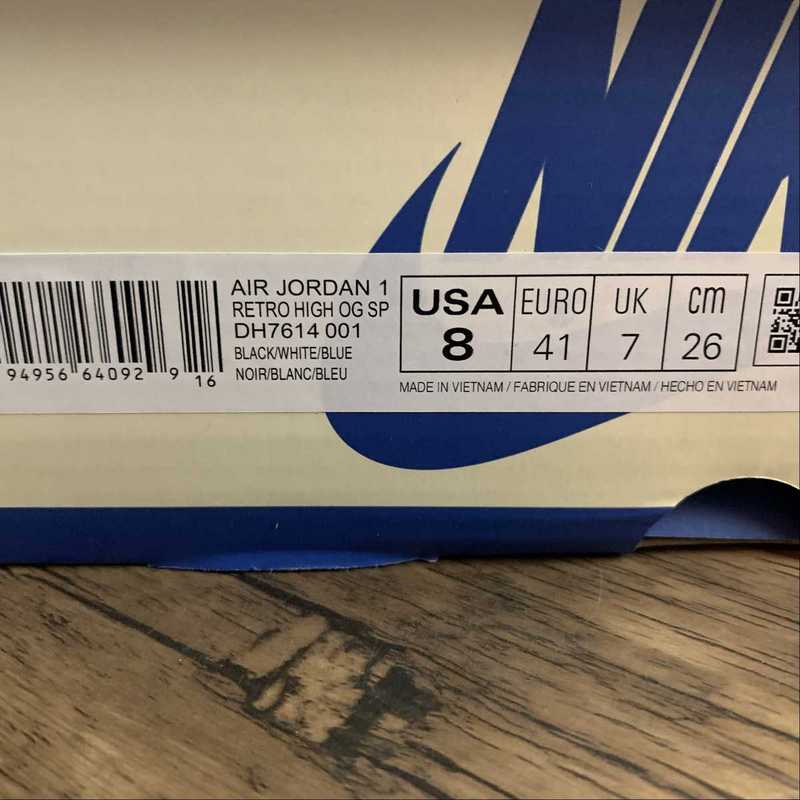 NIK
AIR JORDAN 1
RETRO HIGH OG SP
DH7614 001
BLACK/WHITE/BLUE
NOIR/BLANC/BLEU
94956 64092 9 16
USA EURO UK cm
8 41 7 26
MADE IN VIETNAM / FABRIQUE EN VIETNAM / HECHO EN VIETNAM